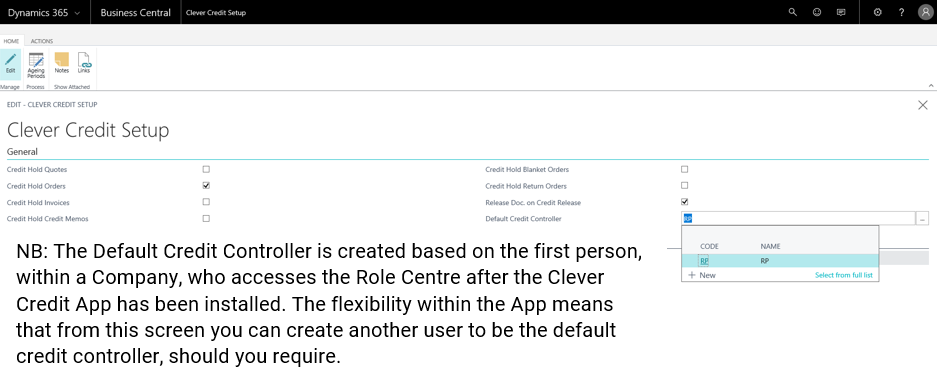 Dynamics 365
Business Central
Clever Credit Setup
?
HOME
ACTIONS
Edit
Ageing Periods
Notes
Links
Manage
Process
Show Attached
EDIT - CLEVER CREDIT SETUP
Clever Credit Setup
General
Credit Hold Quotes
Credit Hold Blanket Orders
Credit Hold Orders
Credit Hold Return Orders
Credit Hold Invoices
Release Doc. on Credit Release
Credit Hold Credit Memos
Default Credit Controller
RP
...
CODE
NAME
RP
RP
+ New
Select from full list
NB: The Default Credit Controller is created based on the first person,
within a Company, who accesses the Role Centre after the Clever
Credit App has been installed. The flexibility within the App means
that from this screen you can create another user to be the default
credit controller, should you require.